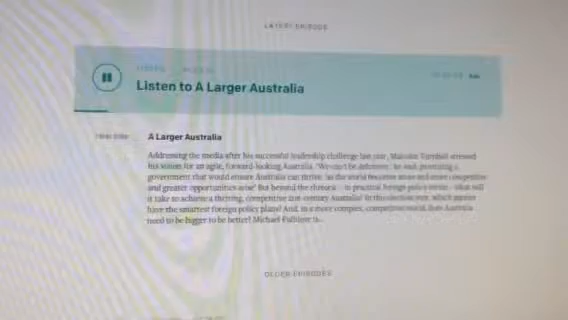 LATEST EPISODE
Listen to A Larger Australia
A Larger Australia
Addressing the media after his successful leadership challenge last year, Malcolm Turnbull stressed
his vision for an agile, forward-looking Australia. 'We can't be defensive,' he said, promising a
government that would ensure Australia can thrive, 'as the world becomes more and more competitive
and greater opportunities arise'. But beyond the rhetoric - in practical foreign policy terms - what will
it take to achieve a thriving, competitive 21st-century Australia? In this election year, which parties
have the smartest foreign policy plans? And, in a more complex, competitive world, does Australia
need to be bigger to be better? Michael Fullilove is...
OLDER EPISODES